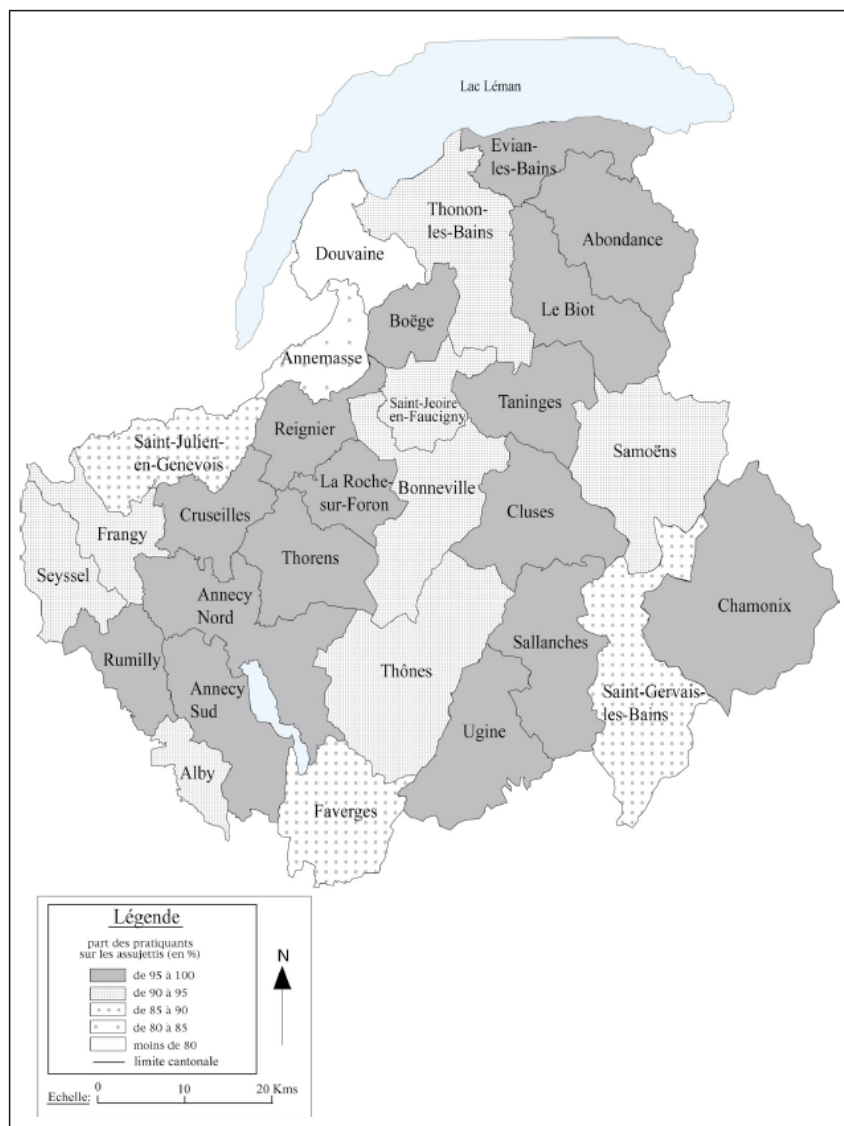 Lac Léman
Evian-
les-Bains
Thonon-
les-Bains
Abondance
Douvaine
Le Biot
Boëge
Annemasse
Saint-Jeoire
en-Faucigny
Taninges
Reignier
Saint-Julien-
en-Genevois
Samoëns
La Roche-
sur-Foron
Bonneville
Cruseilles
Cluses
Frangy
Thorens
Seyssel
Annecy
Nord
Chamonix
Sallanches
Rumilly
Thônes
Annecy
Sud
Saint-Gervais-
les-Bains
Ugine
Alby
Faverges
Légende
part des pratiquants
sur les assujettis (en %)
de 95 à 100
de 90 à 95
de 85 à 90
de 80 à 85
moins de 80
limite cantonale
N
Echelle:
0 10 20 Kms